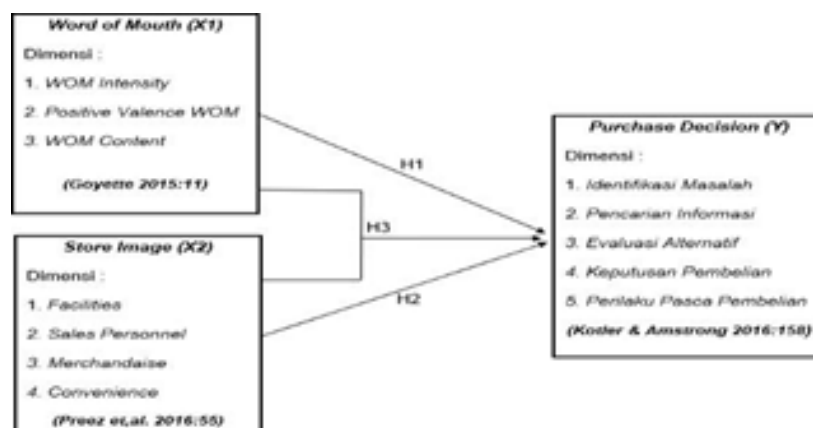 Word of Mouth (X1)
Dimensi :
1. WOM Intensity
2. Positive Valence WOM
3. WOM Content
(Goyette 2015:11)
Store Image (X2)
Dimensi :
1. Facilities
2. Sales Personnel
3. Merchandaise
4. Convenience
(Preez et,al. 2016:55)
H1
H3
H2
Purchase Decision (Y)
Dimensi :
1. Identifikasi Masalah
2. Pencarian Informasi
3. Evaluasi Alternatif
4. Keputusan Pembelian
5. Perilaku Pasca Pembelian
(Kotler & Amstrong 2016:158)